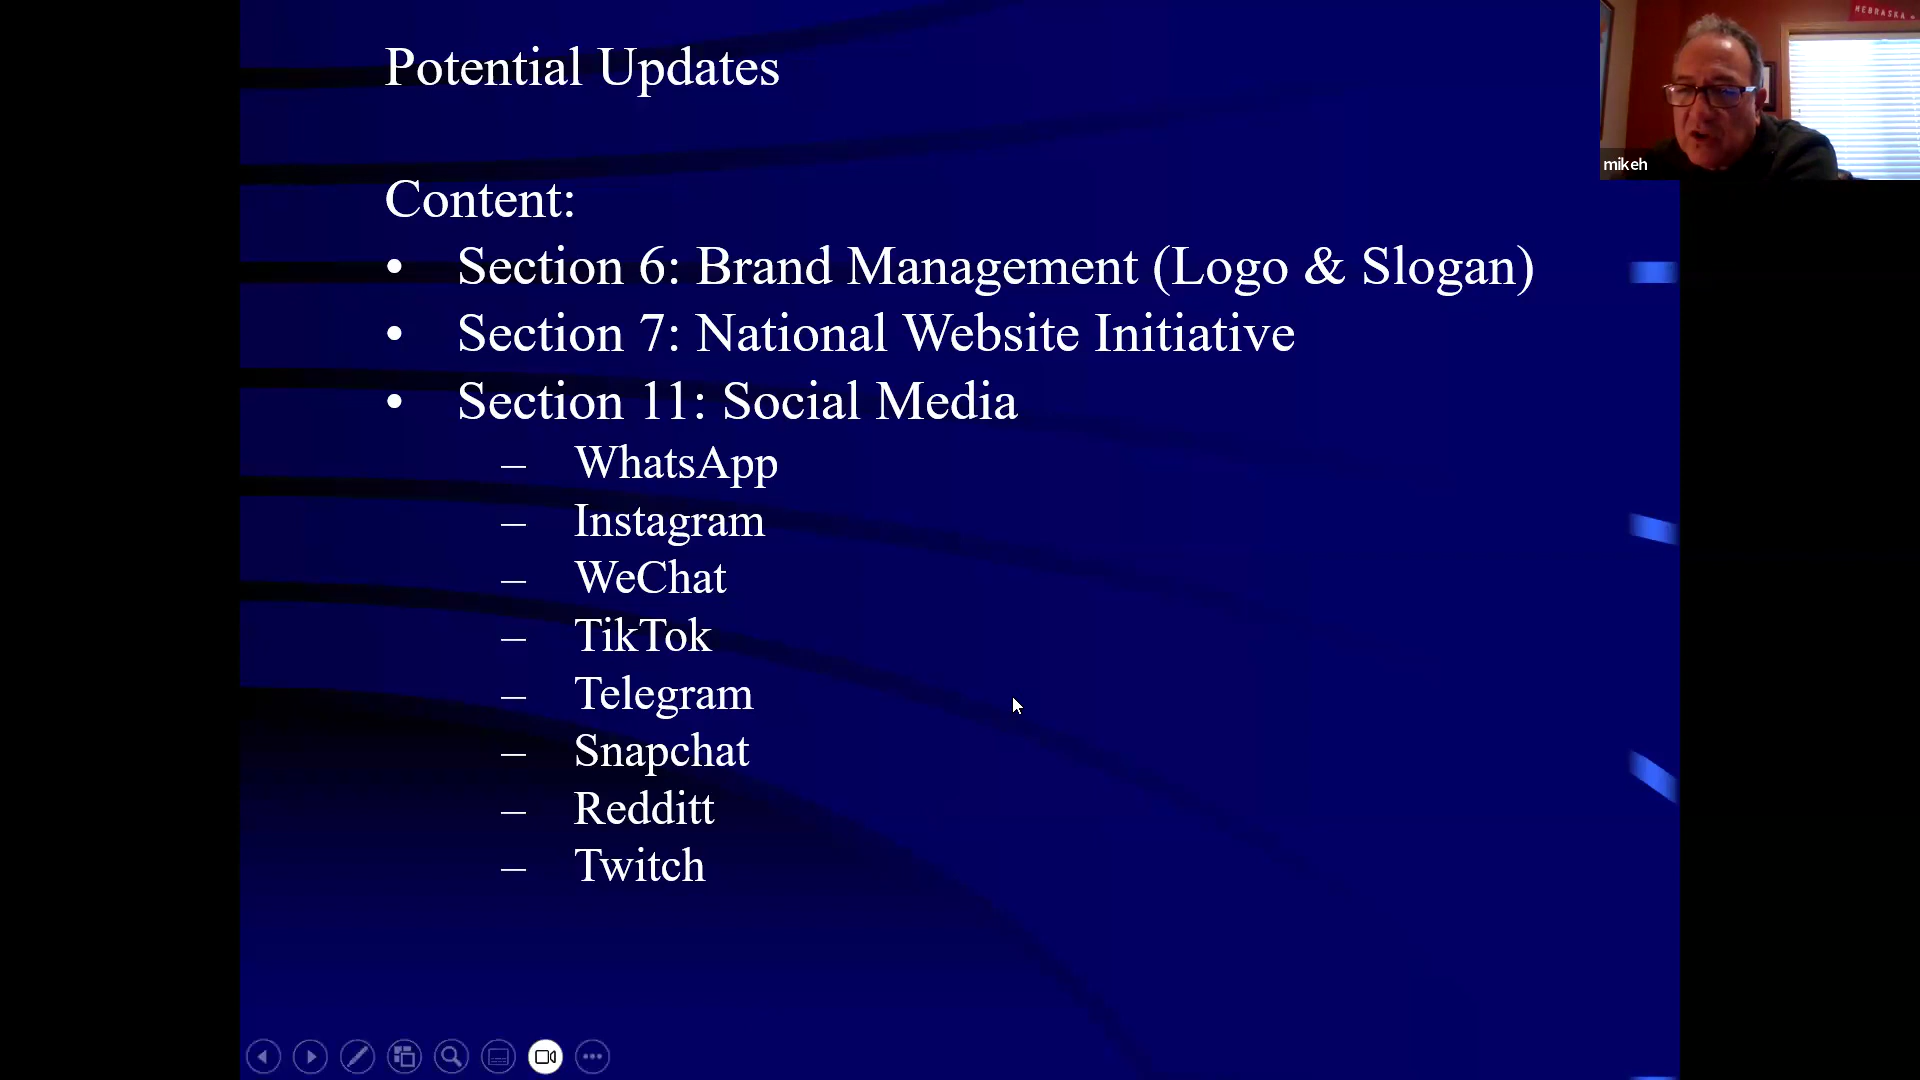 Potential Updates
Content:
• Section 6: Brand Management (Logo & Slogan)
• Section 7: National Website Initiative
• Section 11: Social Media
– WhatsApp
– Instagram
– WeChat
– TikTok
– Telegram
– Snapchat
– Redditt
– Twitch
NEBRASKA
mikeh